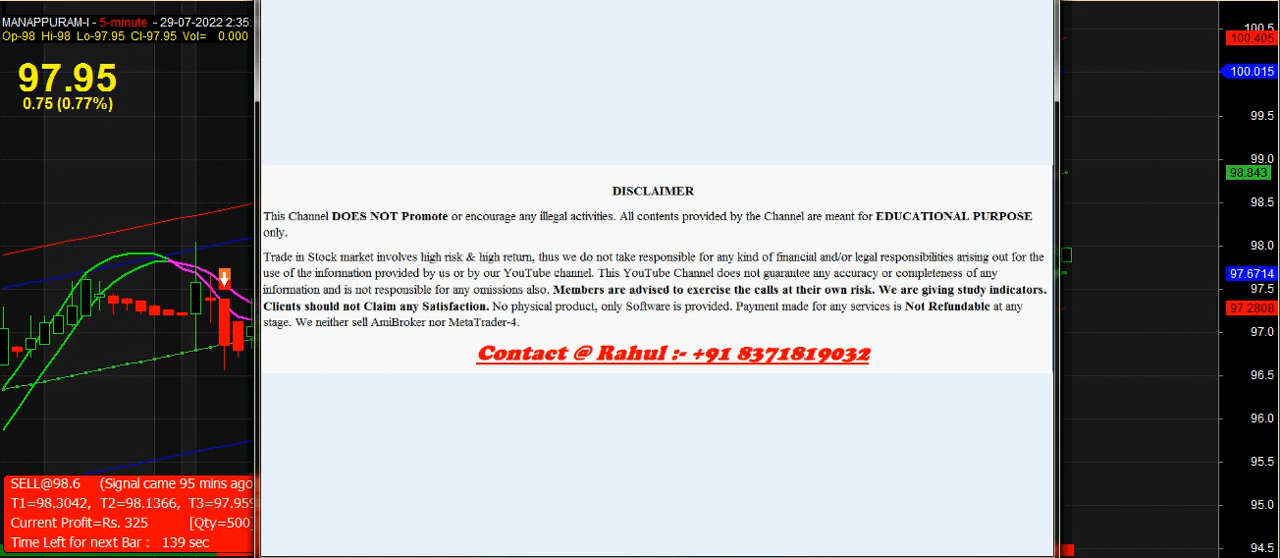 MANAPPURAM-I - 5-minute - 29-07-2022 2:35:
Op-98 Hi-98 Lo-97.95 Cl-97.95 Vol= 0.000
97.95
0.75 (0.77%)
SELL@98.6 (Signal came 95 mins ago
T1=98.3042, T2=98.1366, T3=97.959
Current Profit=Rs. 325 [Qty=500]
Time Left for next Bar : 139 sec
DISCLAIMER
This Channel DOES NOT Promote or encourage any illegal activities. All contents provided by the Channel are meant for EDUCATIONAL PURPOSE
only.
Trade in Stock market involves high risk & high return, thus we do not take responsible for any kind of financial and/or legal responsibilities arising out for the
use of the information provided by us or by our YouTube channel. This YouTube Channel does not guarantee any accuracy or completeness of any
information and is not responsible for any omissions also. Members are advised to exercise the calls at their own risk. We are giving study indicators.
Clients should not Claim any Satisfaction. No physical product, only Software is provided. Payment made for any services is Not Refundable at any
stage. We neither sell AmiBroker nor MetaTrader-4.
Contact @ Rahul :- +91 8371819032
100.5
100.405
100.015
99.5
99.0
98.843
98.5
98.0
97.6714
97.5
97.2808
97.0
96.5
96.0
95.5
95.0
94.5